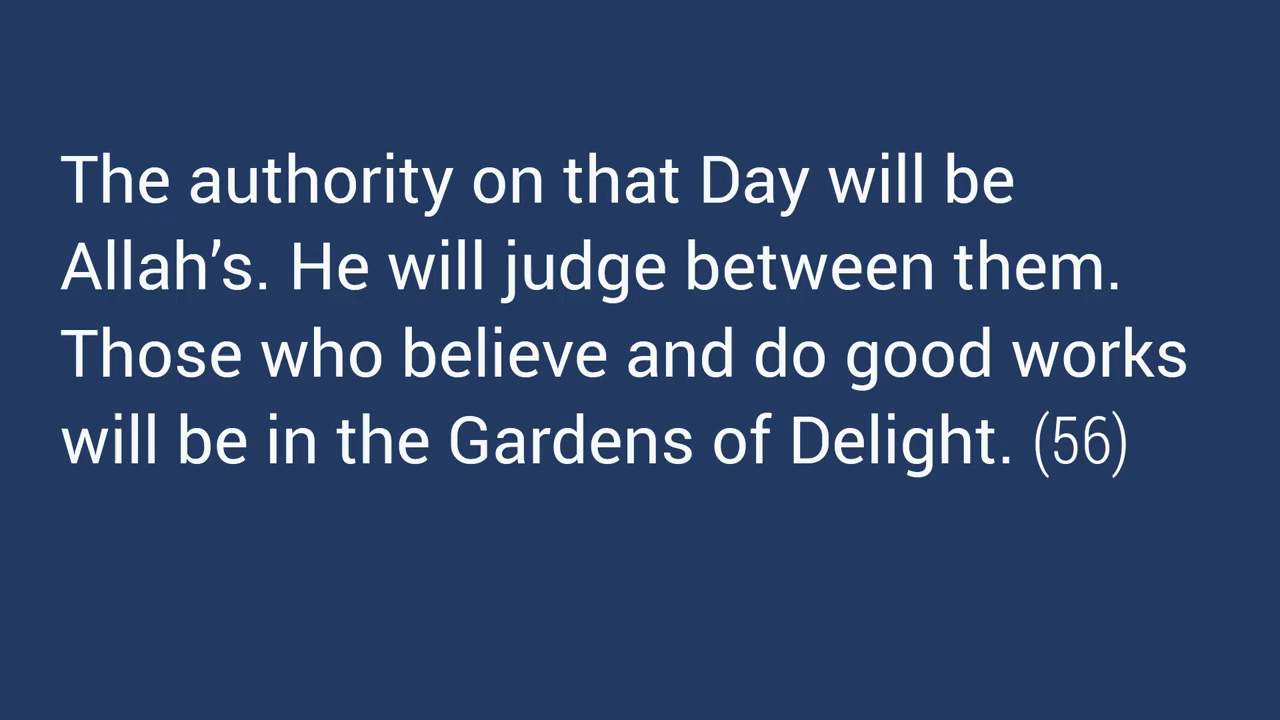 The authority on that Day will be
Allah’s. He will judge between them.
Those who believe and do good works
will be in the Gardens of Delight. (56)